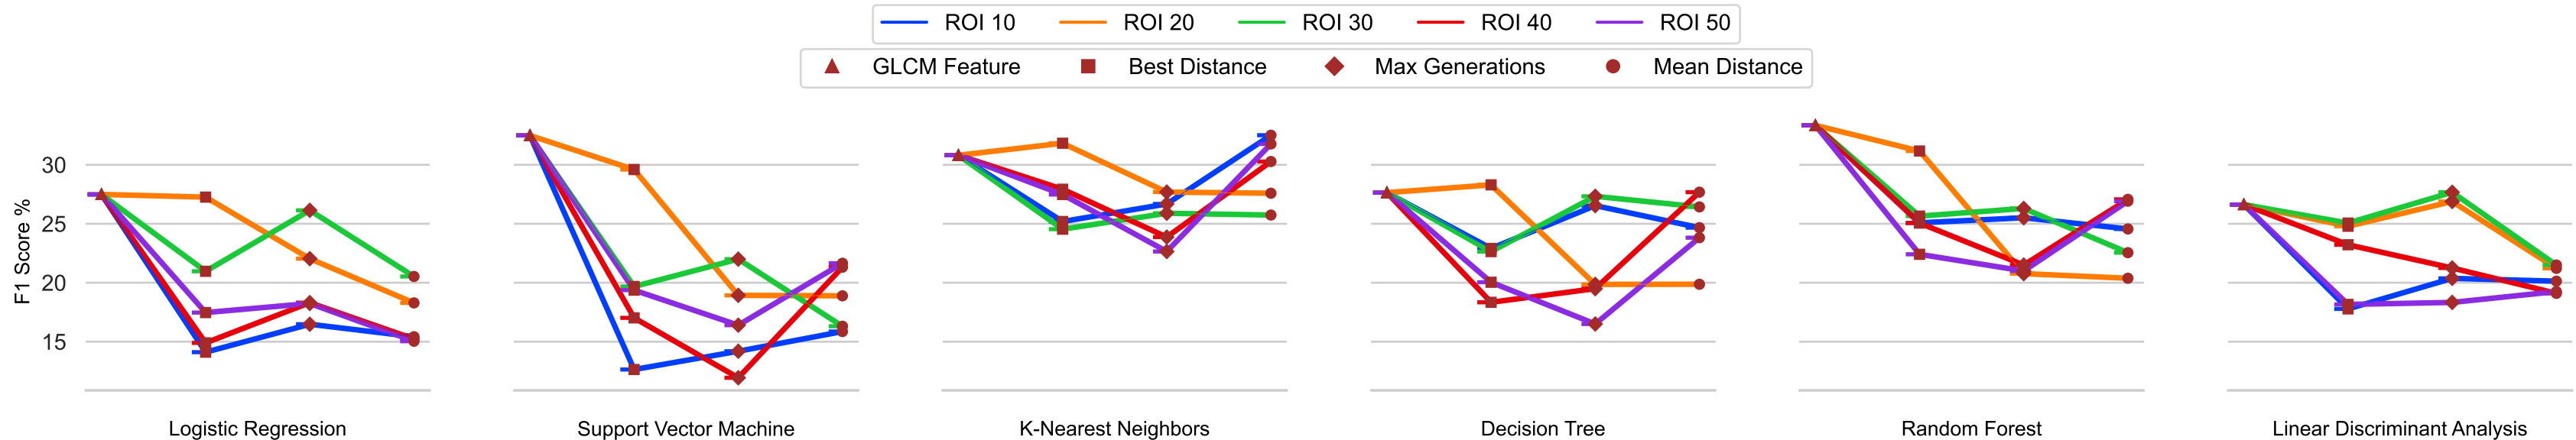 ROI 10 ROI 20 ROI 30 ROI 40 ROI 50
GLCM Feature Best Distance Max Generations Mean Distance
F1 Score %
30
25
20
15
Logistic Regression Support Vector Machine K-Nearest Neighbors Decision Tree Random Forest Linear Discriminant Analysis